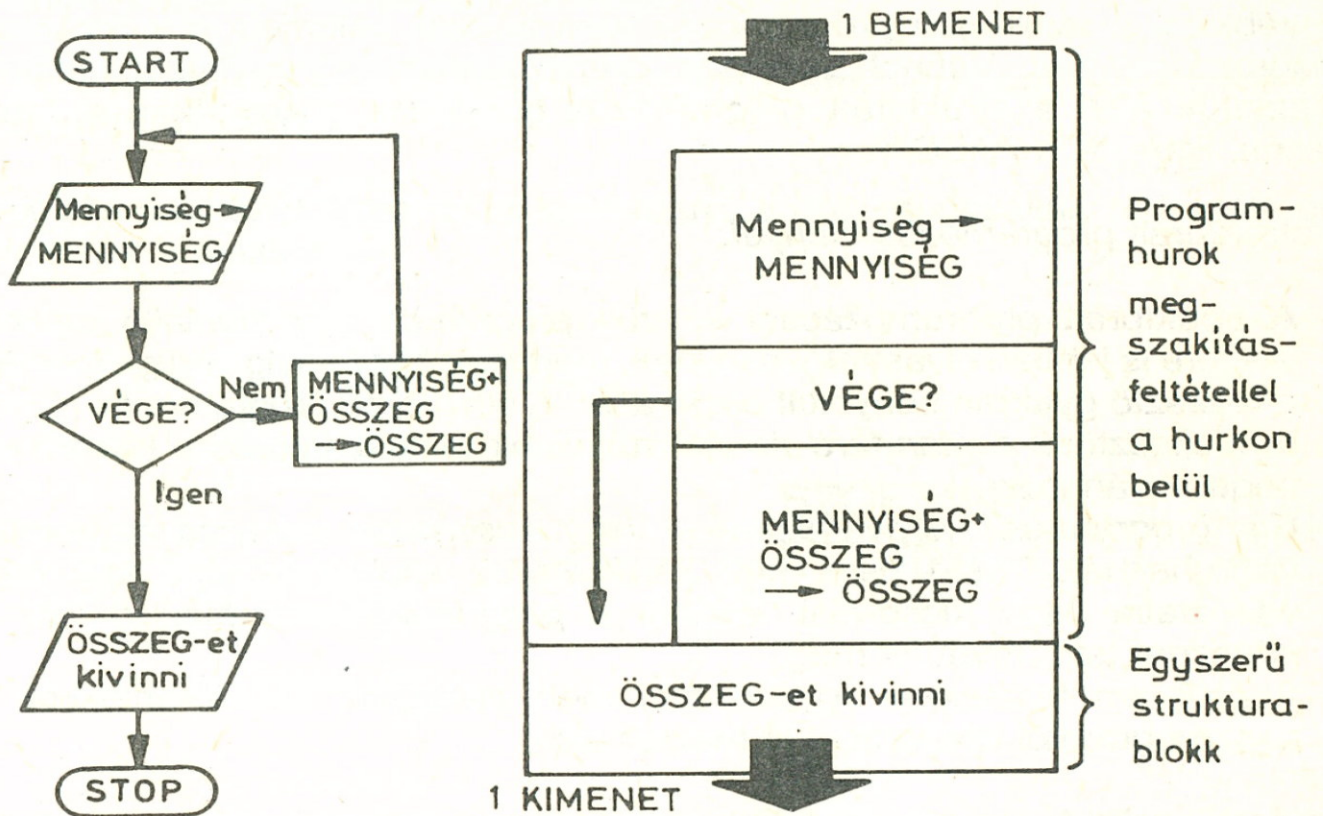 START
Mennyiség→
MENNYISÉG
VÉGE?
Nem
MENNYISÉG+
ÖSSZEG
→ÖSSZEG
Igen
ÖSSZEG-et
kivinni
STOP
1 BEMENET
Mennyiség→
MENNYISÉG
VÉGE?
MENNYISÉG+
ÖSSZEG
→ ÖSSZEG
ÖSSZEG-et kivinni
1 KIMENET
Program-
hurok
meg-
szakitás-
feltétellel
a hurkon
belül
Egyszerű
struktura-
blokk